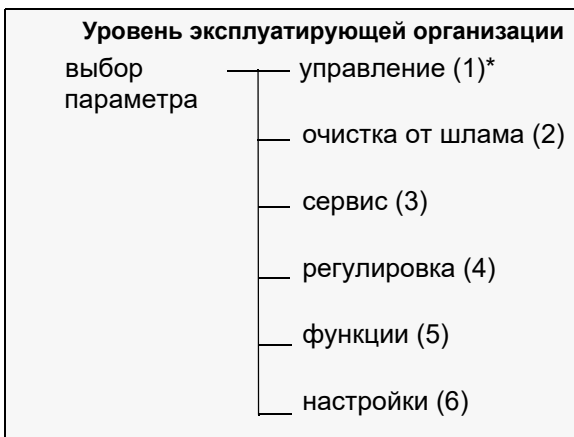 Уровень эксплуатирующей организации
выбор
параметра
управление (1)*
очистка от шлама (2)
сервис (3)
регулировка (4)
функции (5)
настройки (6)